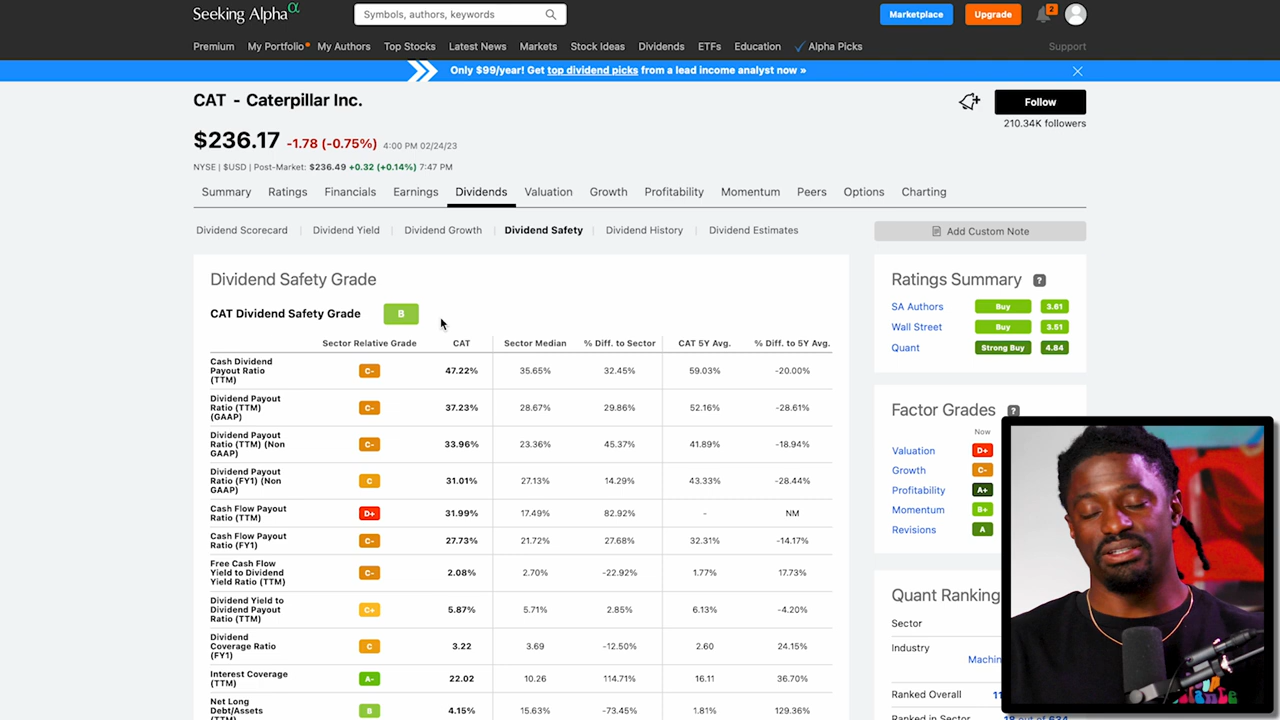 Seeking Alpha α
Symbols, authors, keywords
Marketplace
Upgrade
2
Premium My Portfolio My Authors Top Stocks Latest News Markets Stock Ideas Dividends ETFs Education Alpha Picks Support
Only $99/year! Get top dividend picks from a lead income analyst now »
CAT - Caterpillar Inc.
Follow
210.34K followers
$236.17 -1.78 (-0.75%) 4:00 PM 02/24/23
NYSE | $USD | Post-Market: $236.49 +0.32 (+0.14%) 7:47 PM
Summary Ratings Financials Earnings Dividends Valuation Growth Profitability Momentum Peers Options Charting
Dividend Scorecard Dividend Yield Dividend Growth Dividend Safety Dividend History Dividend Estimates
Add Custom Note
Dividend Safety Grade
CAT Dividend Safety Grade B
Sector Relative Grade CAT Sector Median % Diff. to Sector CAT 5Y Avg. % Diff. to 5Y Avg.
Cash Dividend
Payout Ratio
(TTM)
C- 47.22% 35.65% 32.45% 59.03% -20.00%
Dividend Payout
Ratio (TTM)
(GAAP)
C- 37.23% 28.67% 29.86% 52.16% -28.61%
Dividend Payout
Ratio (TTM) (Non
GAAP)
C- 33.96% 23.36% 45.37% 41.89% -18.94%
Dividend Payout
Ratio (FY1) (Non
GAAP)
C 31.01% 27.13% 14.29% 43.33% -28.44%
Cash Flow Payout
Ratio (TTM)
D+ 31.99% 17.49% 82.92% - NM
Cash Flow Payout
Ratio (FY1)
C- 27.73% 21.72% 27.68% 32.31% -14.17%
Free Cash Flow
Yield to Dividend
Yield Ratio (TTM)
C- 2.08% 2.70% -22.92% 1.77% 17.73%
Dividend Yield to
Dividend Payout
Ratio (TTM)
C+ 5.87% 5.71% 2.85% 6.13% -4.20%
Dividend
Coverage Ratio
(FY1)
C 3.22 3.69 -12.50% 2.60 24.15%
Interest Coverage
(TTM)
A- 22.02 10.26 114.71% 16.11 36.70%
Net Long
Debt/Assets
(TTM)
B 4.15% 15.63% -73.45% 1.81% 129.36%
Ratings Summary ?
SA Authors Buy 3.61
Wall Street Buy 3.51
Quant Strong Buy 4.84
Factor Grades ?
Now
Valuation D+
Growth C-
Profitability A+
Momentum B+
Revisions A
Quant Ranking
Sector
Industry
Machin
Ranked Overall 11
Ranked in Sector 18 out of 634